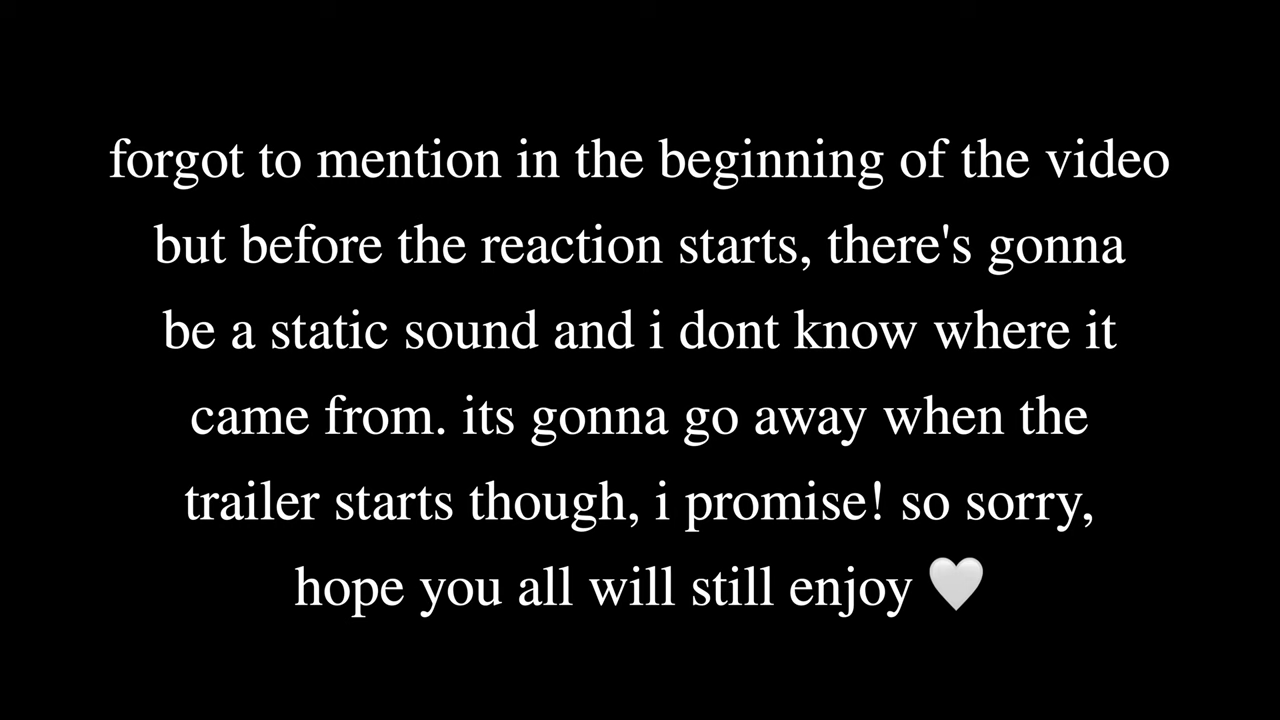 forgot to mention in the beginning of the video
but before the reaction starts, there's gonna
be a static sound and i dont know where it
came from. its gonna go away when the
trailer starts though, i promise! so sorry,
hope you all will still enjoy 🤍